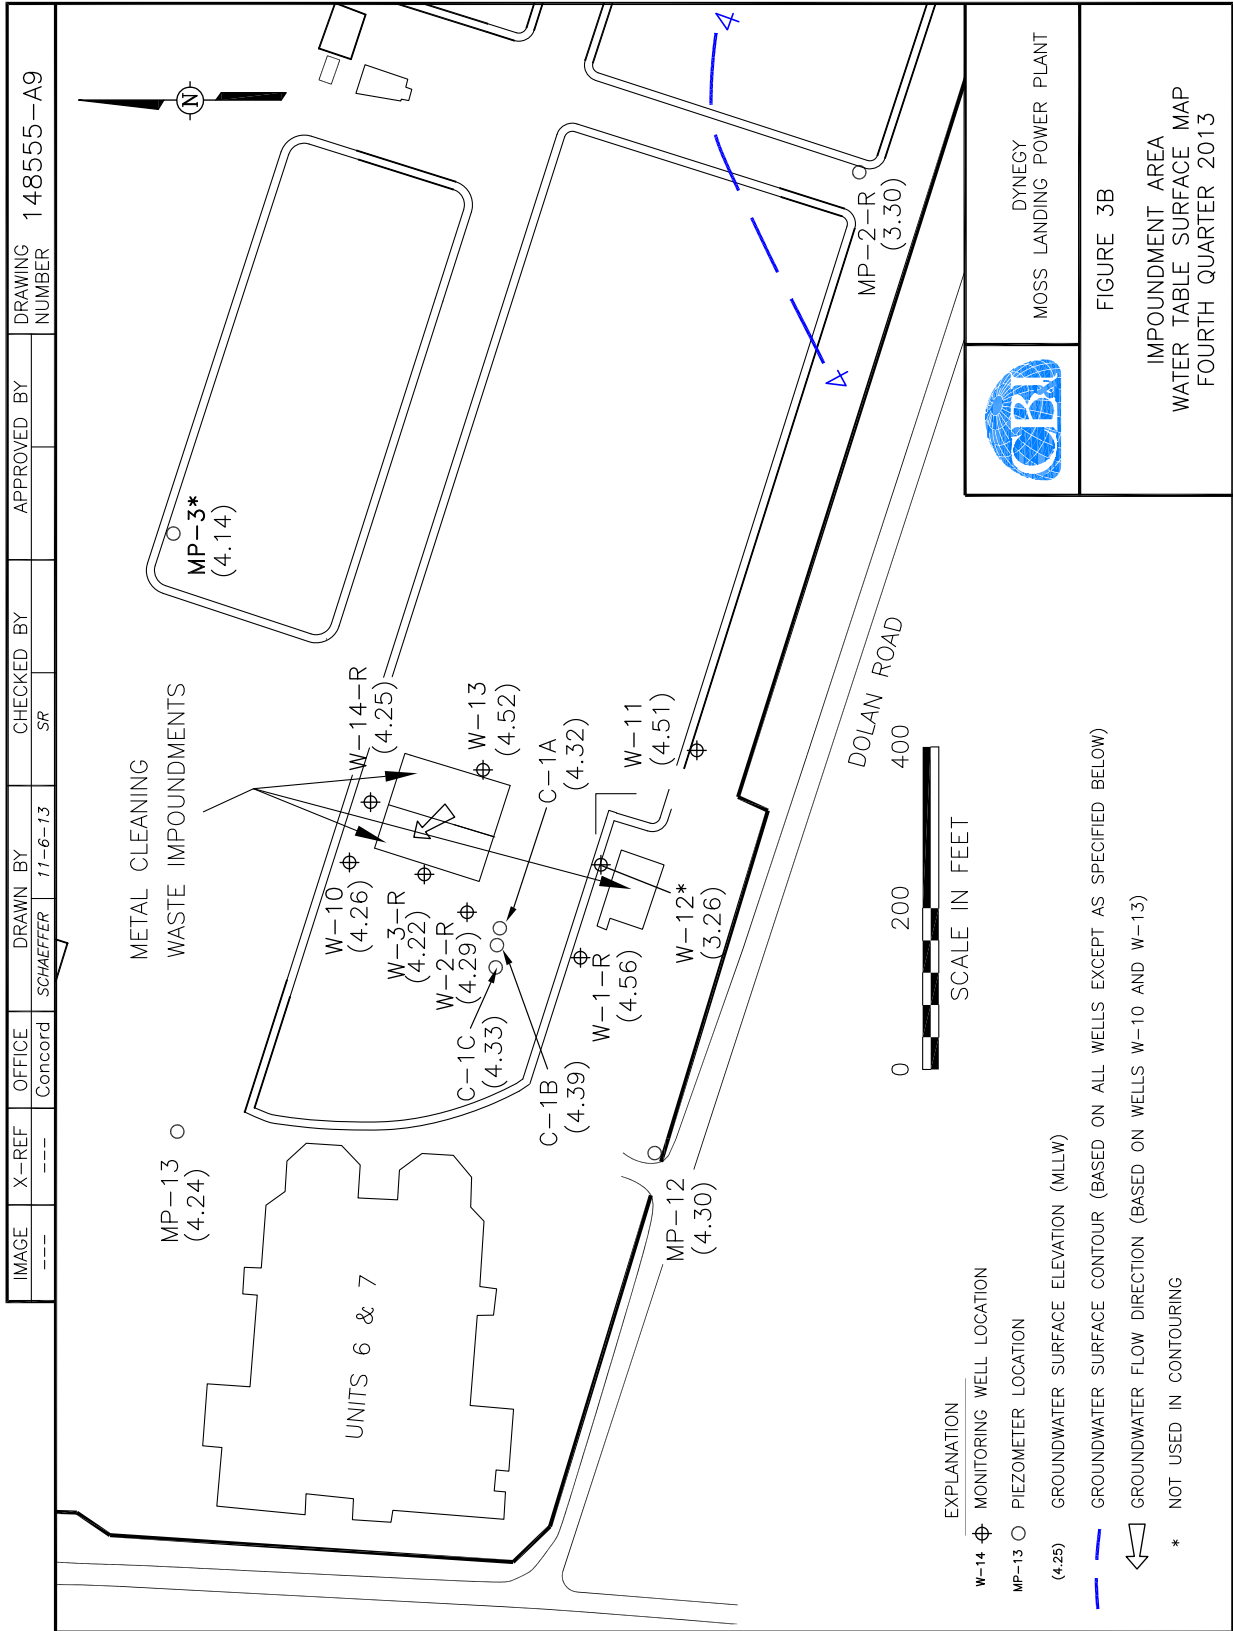 IMAGE
X-REF
OFFICE
DRAWN BY
CHECKED BY
APPROVED BY
DRAWING
NUMBER
148555-A9
---
---
Concord
SCHAEFFER
11-6-13
SR
METAL CLEANING
WASTE IMPOUNDMENTS
N
MP-3*
(4.14)
MP-13
(4.24)
W-14-R
(4.25)
W-10
(4.26)
W-3-R
(4.22)
W-2-R
(4.29)
W-13
(4.52)
C-1A
(4.32)
C-1C
(4.33)
C-1B
(4.39)
W-11
(4.51)
W-1-R
(4.56)
W-12*
(3.26)
MP-12
(4.30)
MP-2-R
(3.30)
4
4
UNITS 6 & 7
DOLAN ROAD
0
200
400
SCALE IN FEET
EXPLANATION
W-14 MONITORING WELL LOCATION
MP-13 PIEZOMETER LOCATION
(4.25) GROUNDWATER SURFACE ELEVATION (MLLW)
GROUNDWATER SURFACE CONTOUR (BASED ON ALL WELLS EXCEPT AS SPECIFIED BELOW)
GROUNDWATER FLOW DIRECTION (BASED ON WELLS W-10 AND W-13)
* NOT USED IN CONTOURING
CB&I
DYNEGY
MOSS LANDING POWER PLANT
FIGURE 3B
IMPOUNDMENT AREA
WATER TABLE SURFACE MAP
FOURTH QUARTER 2013